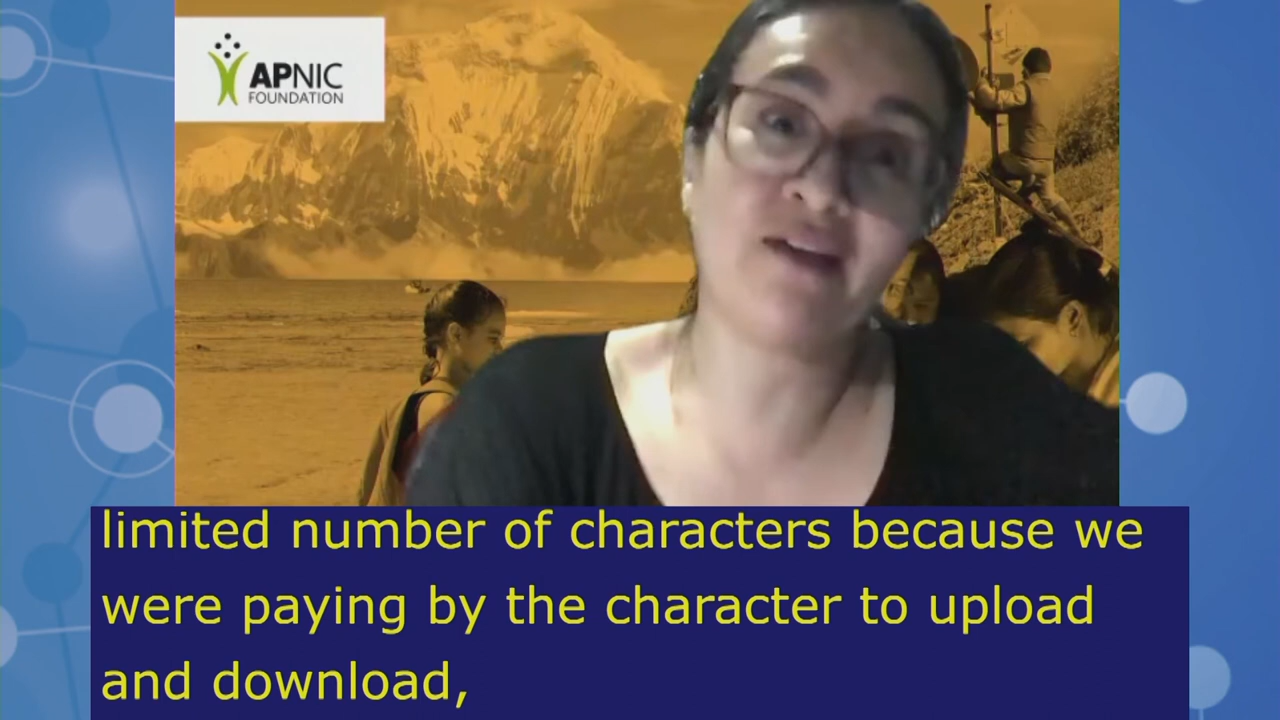 APNIC
FOUNDATION
limited number of characters because we
were paying by the character to upload
and download,